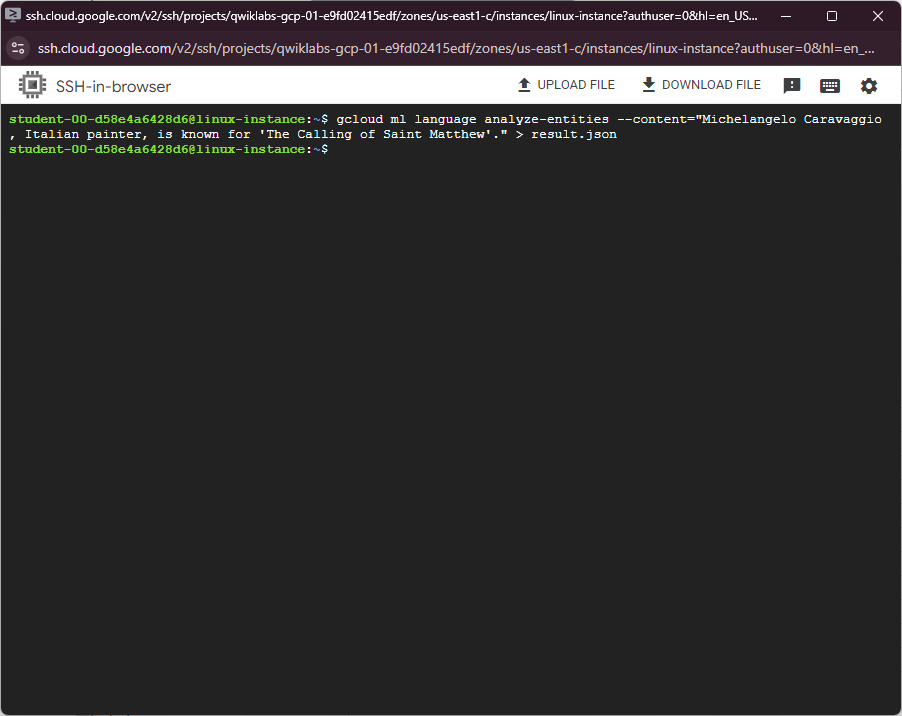 ssh.cloud.google.com/v2/ssh/projects/qwiklabs-gcp-01-e9fd02415edf/zones/us-east1-c/instances/linux-instance?authuser=0&hl=en_US...
ssh.cloud.google.com/v2/ssh/projects/qwiklabs-gcp-01-e9fd02415edf/zones/us-east1-c/instances/linux-instance?authuser=0&hl=en_...
SSH-in-browser UPLOAD FILE DOWNLOAD FILE
student-00-d58e4a6428d6@linux-instance:~$ gcloud ml language analyze-entities --content="Michelangelo Caravaggio
, Italian painter, is known for 'The Calling of Saint Matthew'." > result.json
student-00-d58e4a6428d6@linux-instance:~$